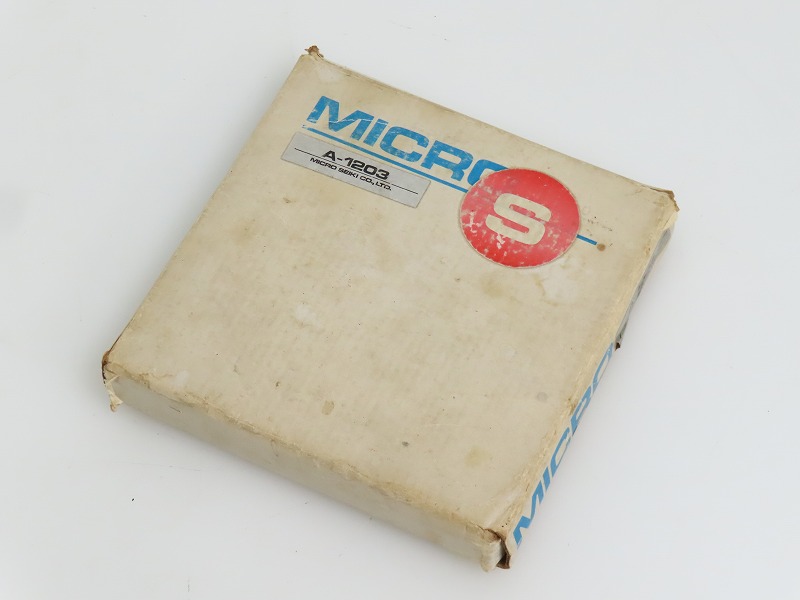 MICRO
A-1203
MICRO SEIKI CO., LTD.
S
MICRO